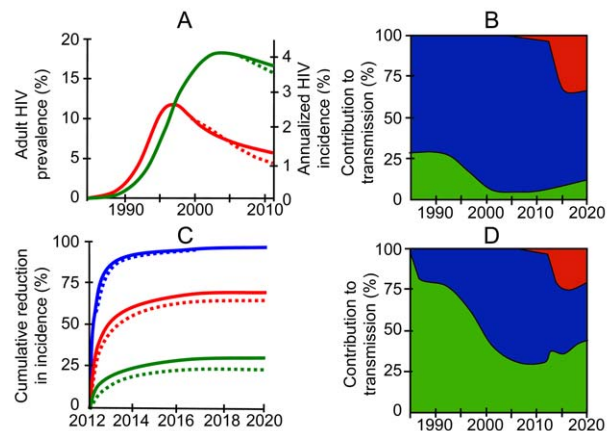 A
Adult HIV
prevalence (%)
20
15
10
5
0
1990
2000
2010
4
3
2
1
0
Annualized HIV
incidence (%)
B
Contribution to
transmission (%)
100
75
50
25
0
1990
2000
2010
2020
C
Cumulative reduction
in incidence (%)
100
75
50
25
0
2012
2014
2016
2018
2020
D
Contribution to
transmission (%)
100
75
50
25
0
1990
2000
2010
2020